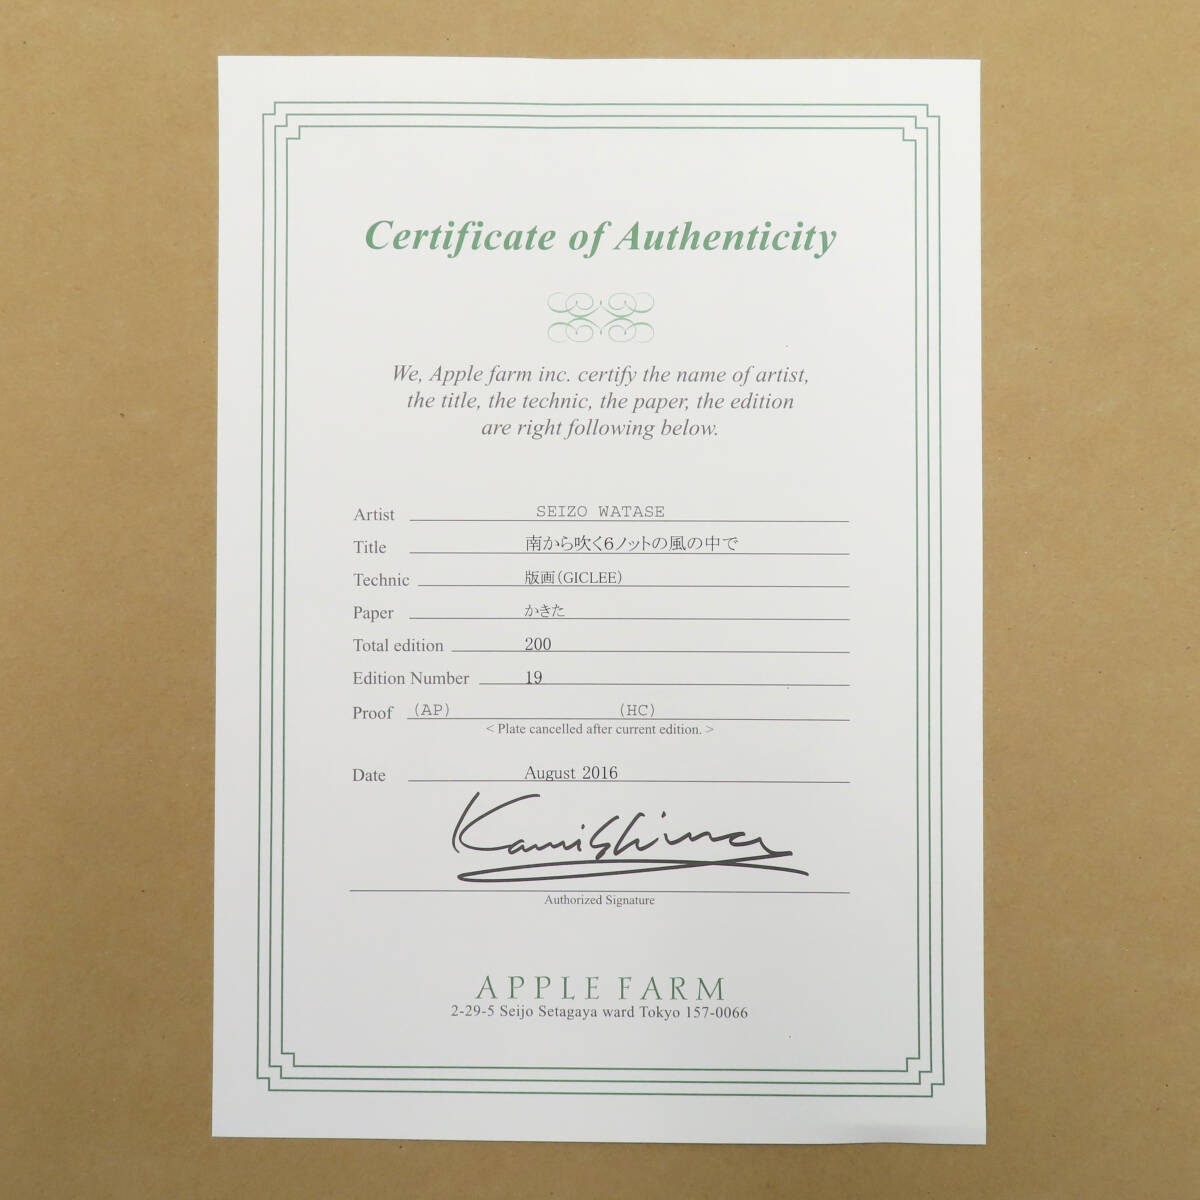 Certificate of Authenticity
We, Apple farm inc. certify the name of artist,
the title, the technic, the paper, the edition
are right following below.
Artist SEIZO WATASE
Title 南から吹く6ノットの風の中で
Technic 版画(GICLEE)
Paper かきた
Total edition 200
Edition Number 19
Proof (AP) (HC)
< Plate cancelled after current edition. >
Date August 2016
Kamishima
Authorized Signature
APPLE FARM
2-29-5 Seijo Setagaya ward Tokyo 157-0066